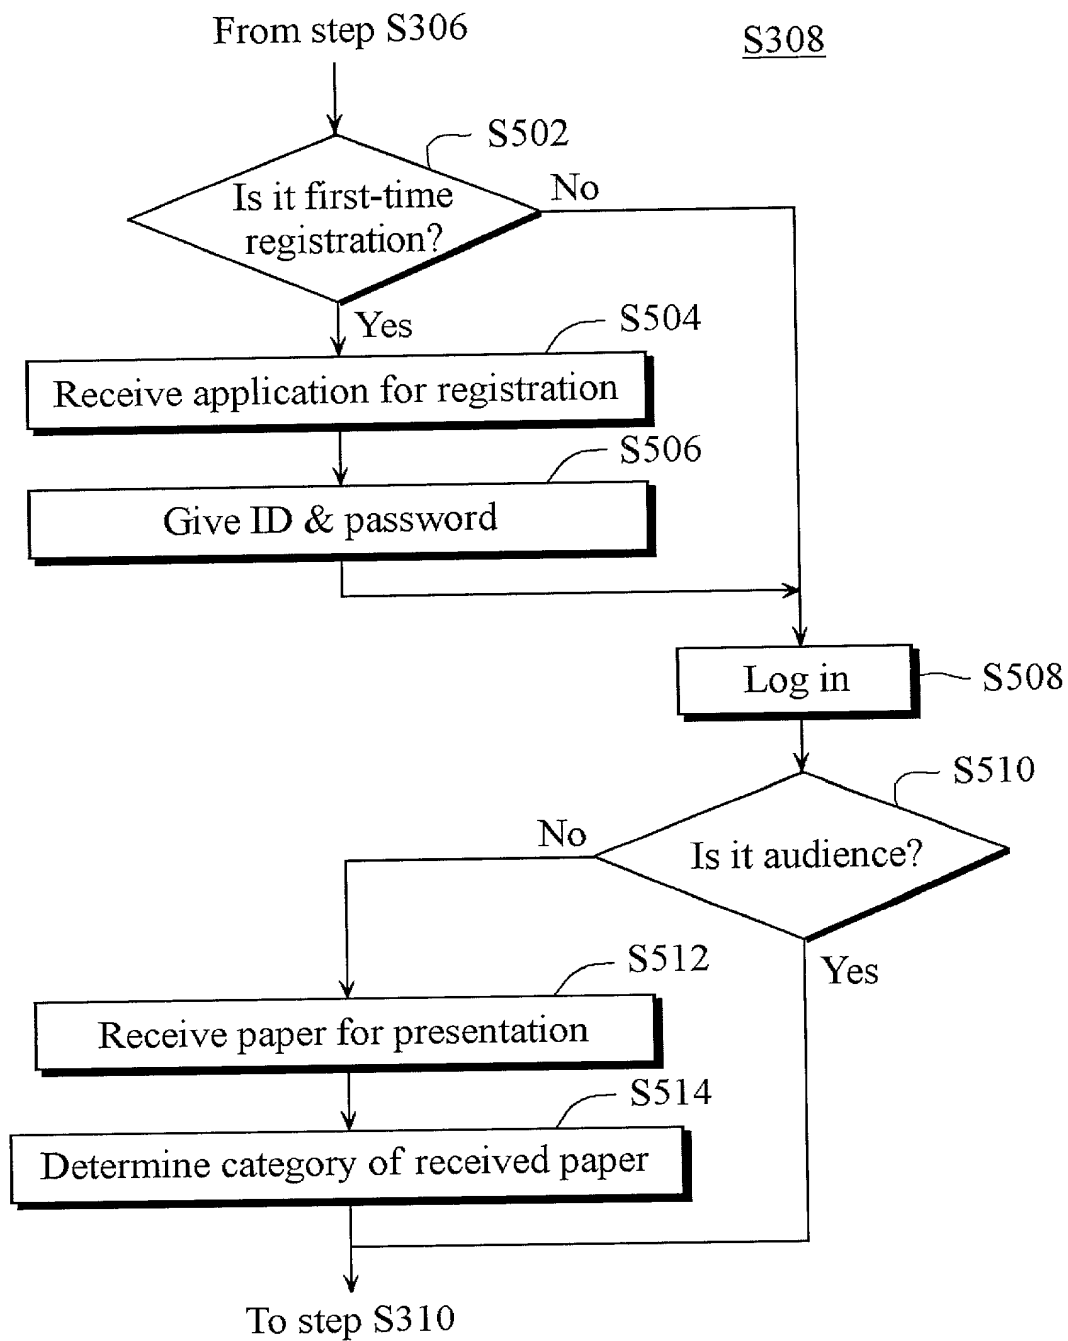 From step S306
S308
S502
Is it first-time
registration?
No
Yes
S504
Receive application for registration
S506
Give ID & password
Log in
S508
S510
No
Is it audience?
Yes
S512
Receive paper for presentation
S514
Determine category of received paper
To step S310